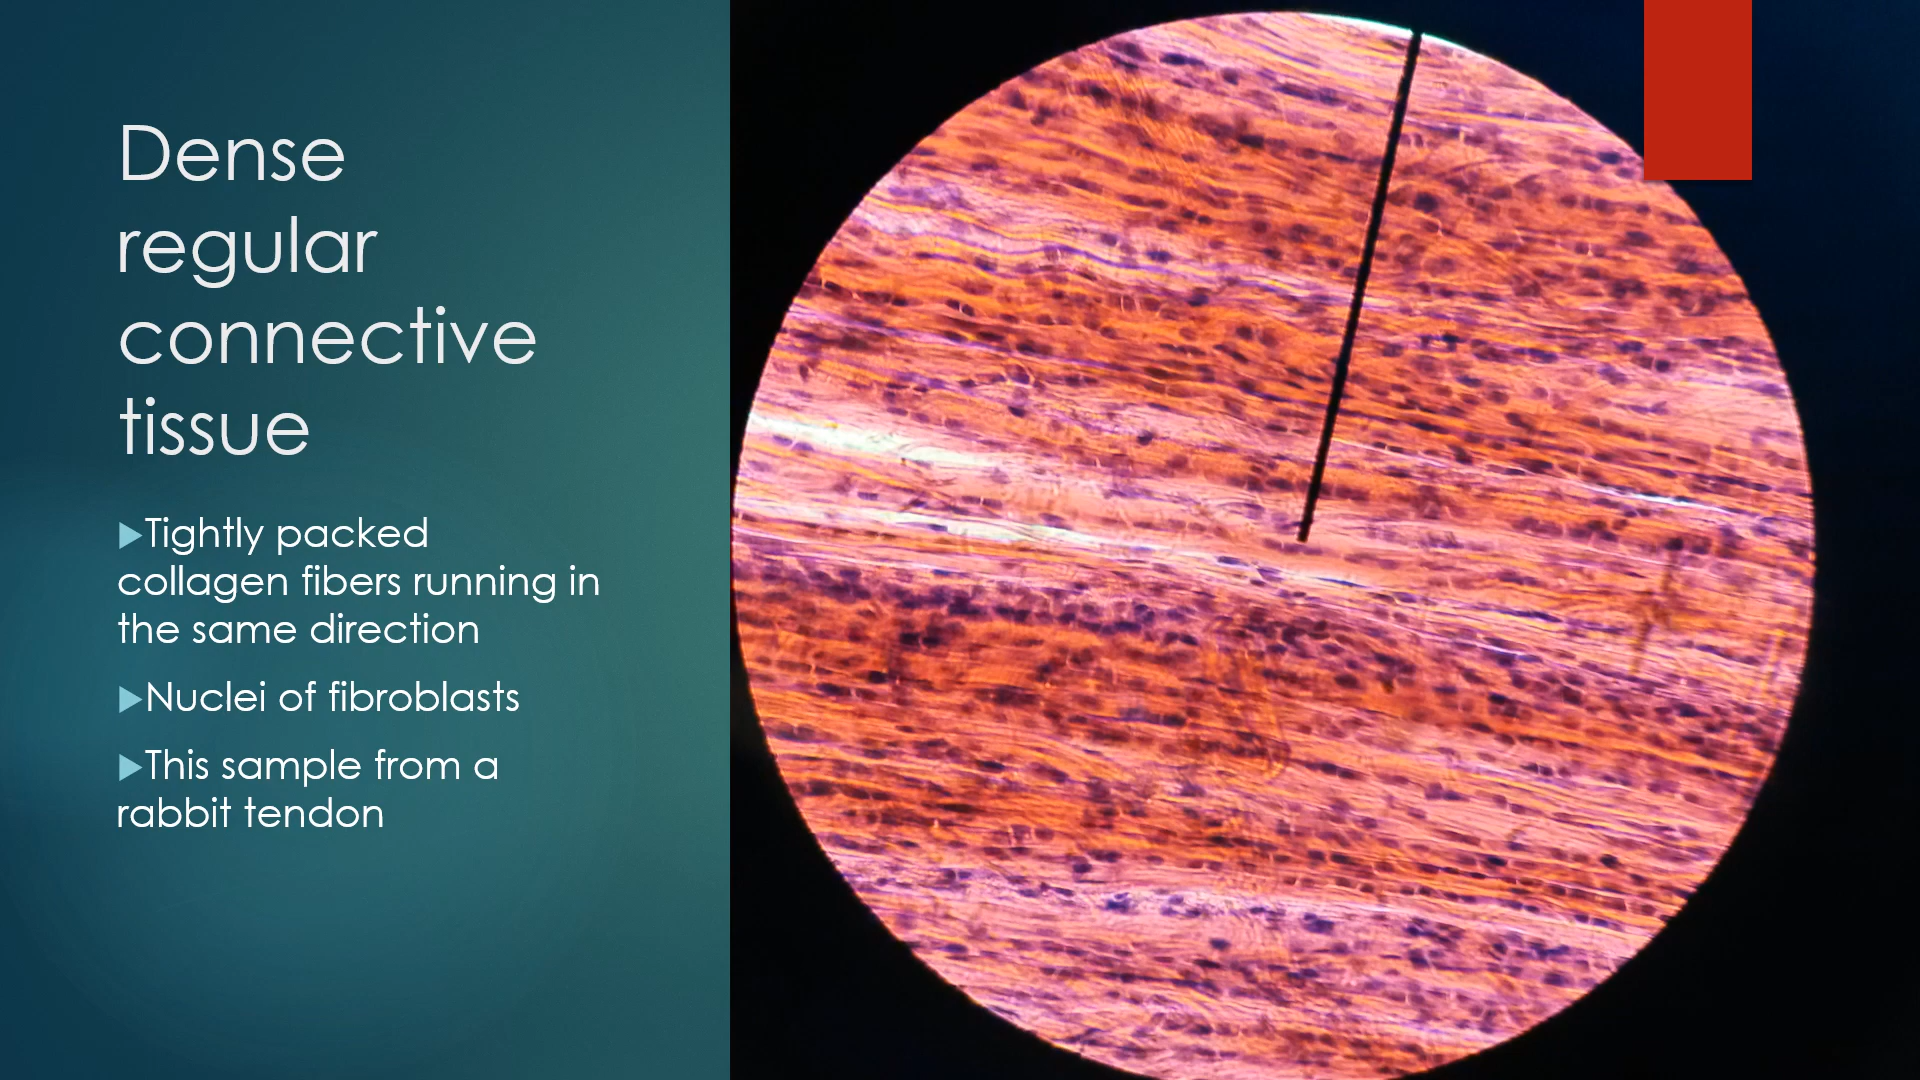 Dense
regular
connective
tissue
▶Tightly packed
collagen fibers running in
the same direction
▶Nuclei of fibroblasts
▶This sample from a
rabbit tendon